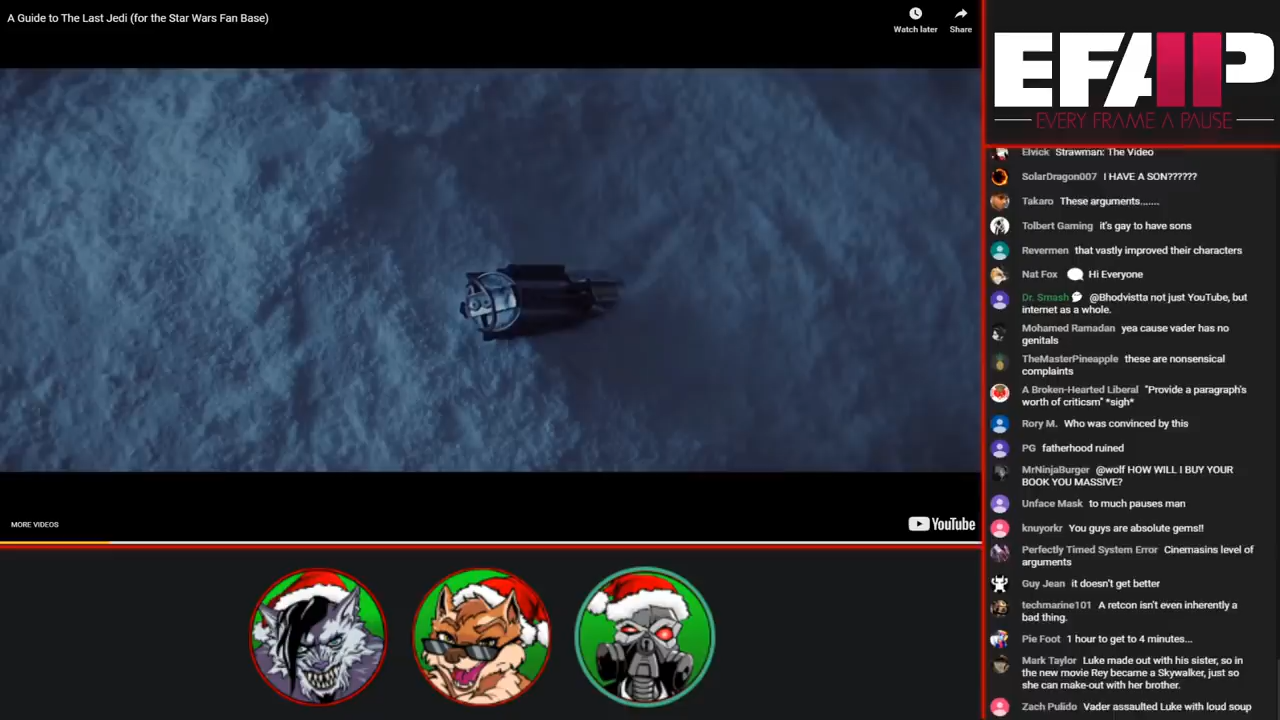 A Guide to The Last Jedi (for the Star Wars Fan Base)
Watch later
Share
MORE VIDEOS
YouTube
EFAP
EVERY FRAME A PAUSE
Elvick Strawman: The Video
SolarDragon007 I HAVE A SON??????
Takaro These arguments.......
Tolbert Gaming it's gay to have sons
Revermen that vastly improved their characters
Nat Fox Hi Everyone
Dr. Smash @Bhodvistta not just YouTube, but
internet as a whole.
Mohamed Ramadan yea cause vader has no
genitals
TheMasterPineapple these are nonsensical
complaints
A Broken-Hearted Liberal "Provide a paragraph's
worth of criticsm" *sigh*
Rory M. Who was convinced by this
PG fatherhood ruined
MrNinjaBurger @wolf HOW WILL I BUY YOUR
BOOK YOU MASSIVE?
Unface Mask to much pauses man
knuyorkr You guys are absolute gems!!
Perfectly Timed System Error Cinemasins level of
arguments
Guy Jean it doesn't get better
techmarine101 A retcon isn't even inherently a
bad thing.
Pie Foot 1 hour to get to 4 minutes...
Mark Taylor Luke made out with his sister, so in
the new movie Rey became a Skywalker, just so
she can make-out with her brother.
Zach Pulido Vader assaulted Luke with loud soup